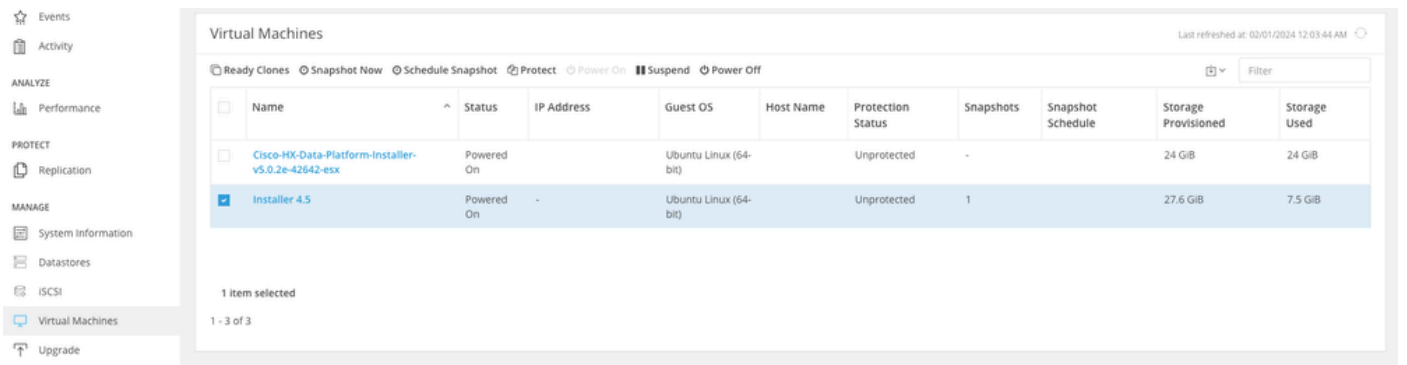 Events
Activity
ANALYZE
Performance
PROTECT
Replication
MANAGE
System Information
Datastores
iSCSI
Virtual Machines
Upgrade
Virtual Machines
Last refreshed at: 02/01/2024 12:03:44 AM
Ready Clones Snapshot Now Schedule Snapshot Protect Power On Suspend Power Off
Filter
Name Status IP Address Guest OS Host Name Protection Snapshots Snapshot Storage Storage
Status Schedule Provisioned Used
Cisco-HX-Data-Platform-Installer- Powered Ubuntu Linux (64- Unprotected - 24 GiB 24 GiB
v5.0.2e-42642-esx On bit)
Installer 4.5 Powered - Ubuntu Linux (64- Unprotected 1 27.6 GiB 7.5 GiB
On bit)
1 item selected
1 - 3 of 3